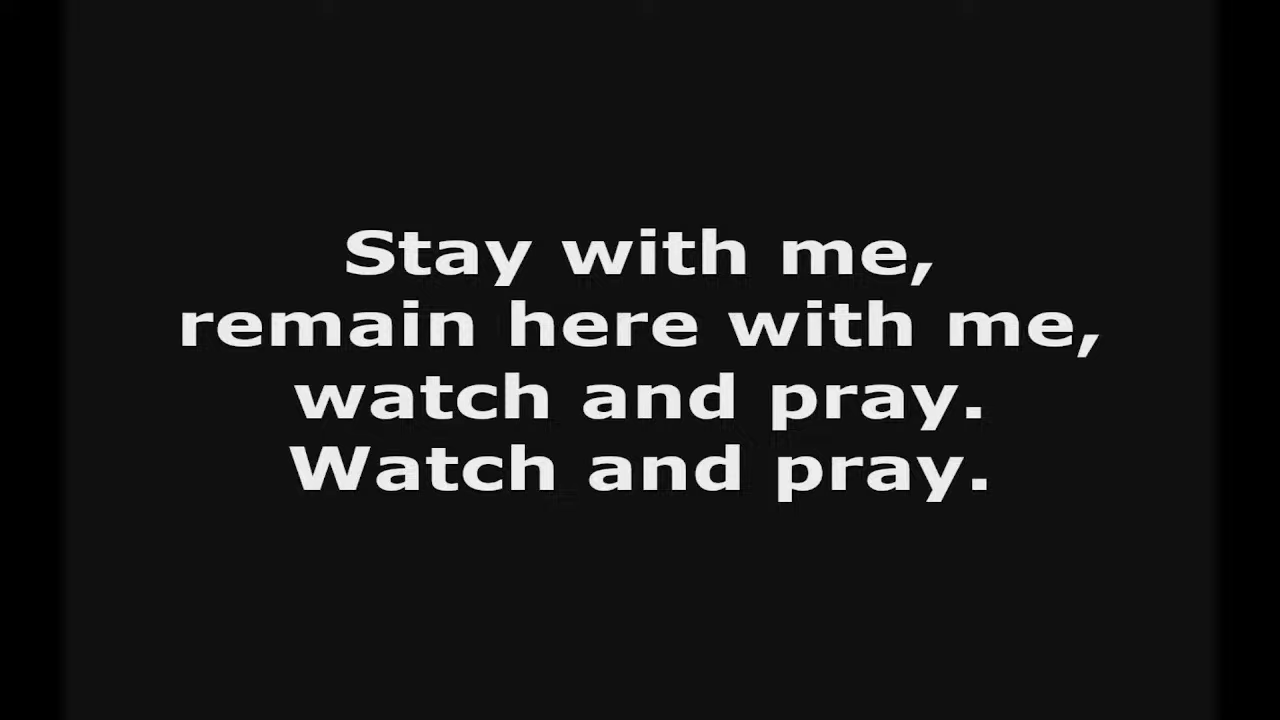 Stay with me,
remain here with me,
watch and pray.
Watch and pray.